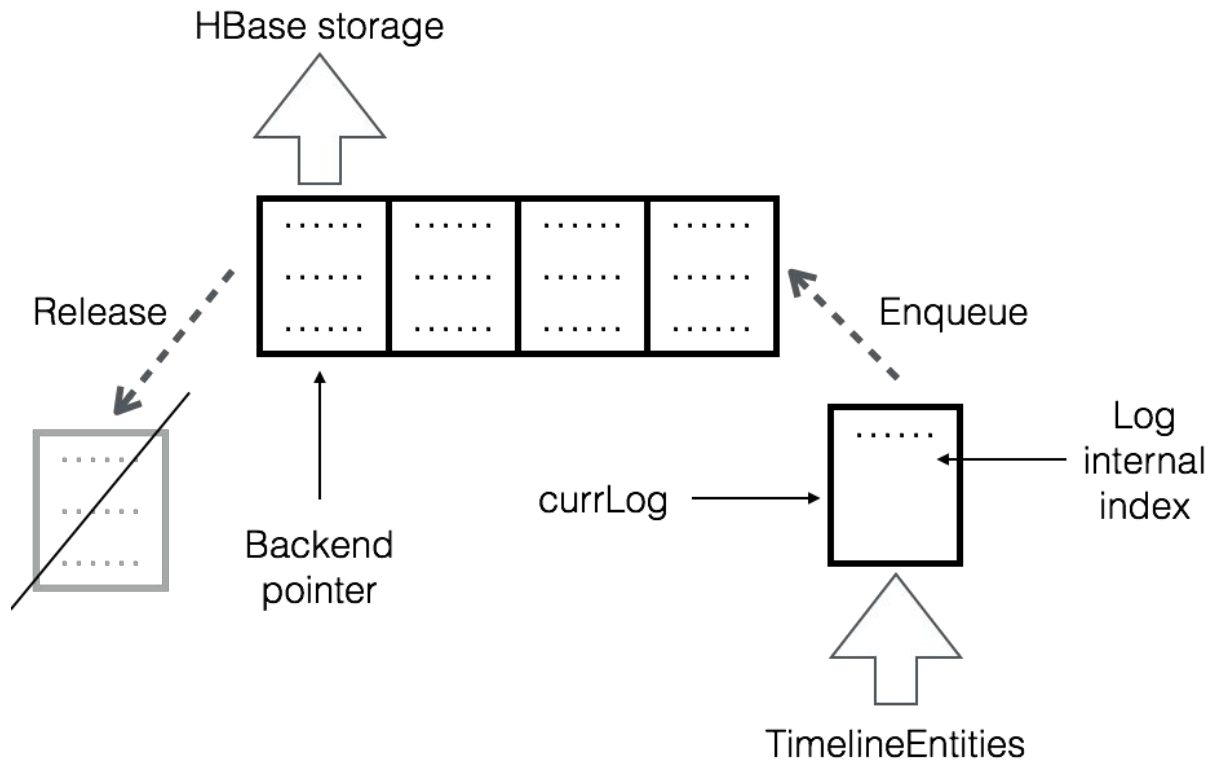 HBase storage
Release
Enqueue
Log
internal
index
currLog
Backend
pointer
TimelineEntities